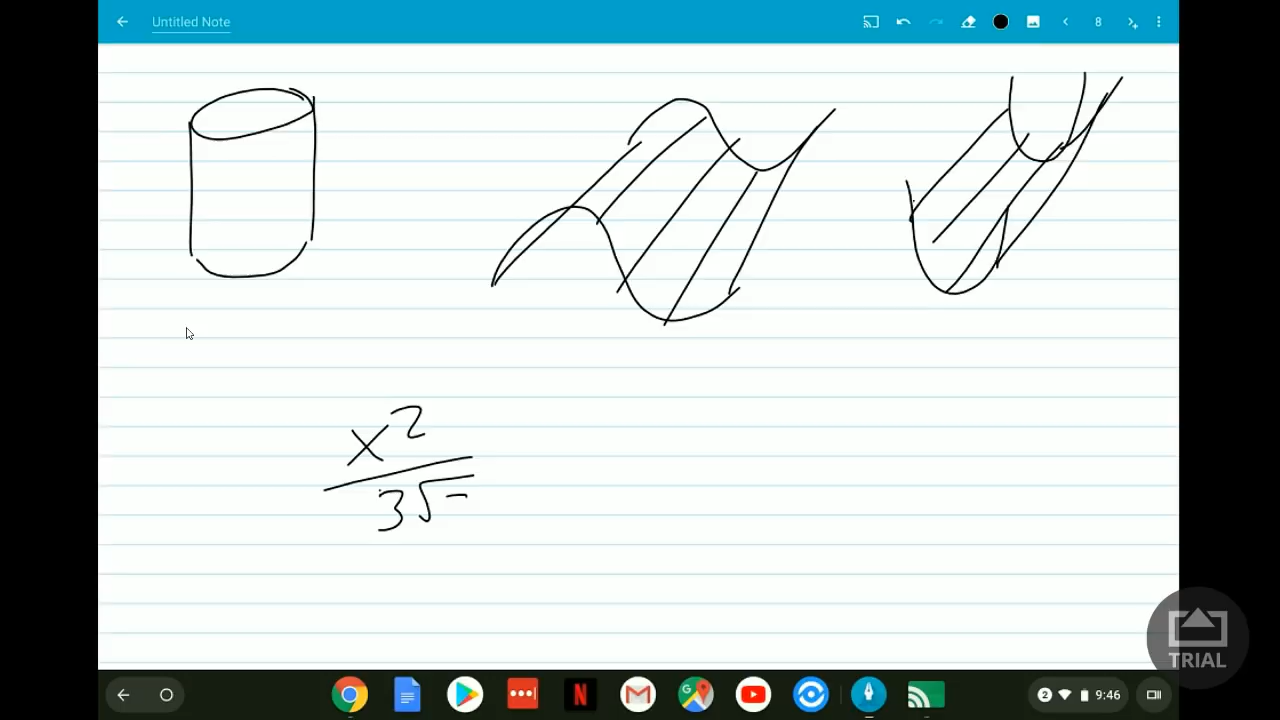 Untitled Note
8
x²
3√
TRIAL
2
9:46